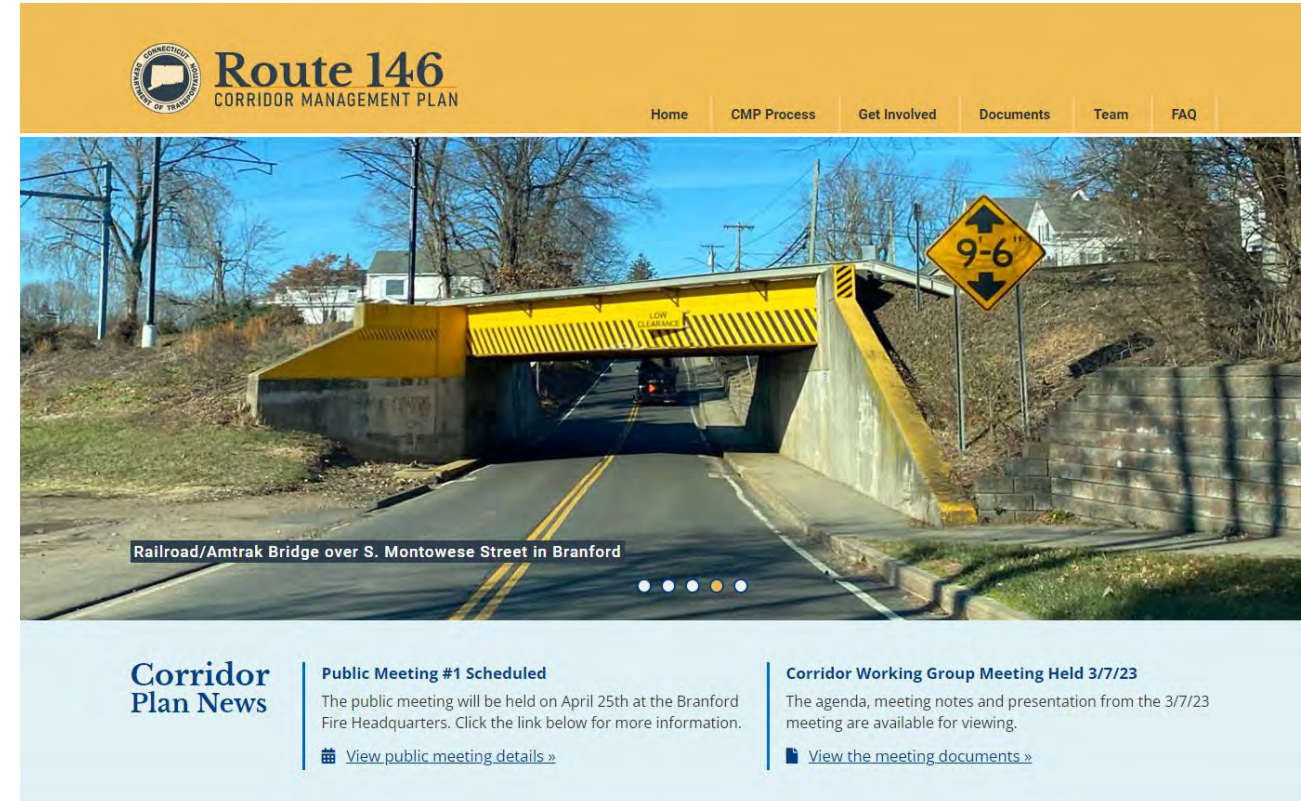 CONNECTICUT
DEPARTMENT OF TRANSPORTATION
Route 146
CORRIDOR MANAGEMENT PLAN
Home
CMP Process
Get Involved
Documents
Team
FAQ
9'-6"
LOW
CLEARANCE
Railroad/Amtrak Bridge over S. Montowese Street in Branford
Corridor
Plan News
Public Meeting #1 Scheduled
The public meeting will be held on April 25th at the Branford
Fire Headquarters. Click the link below for more information.
View public meeting details »
Corridor Working Group Meeting Held 3/7/23
The agenda, meeting notes and presentation from the 3/7/23
meeting are available for viewing.
View the meeting documents »